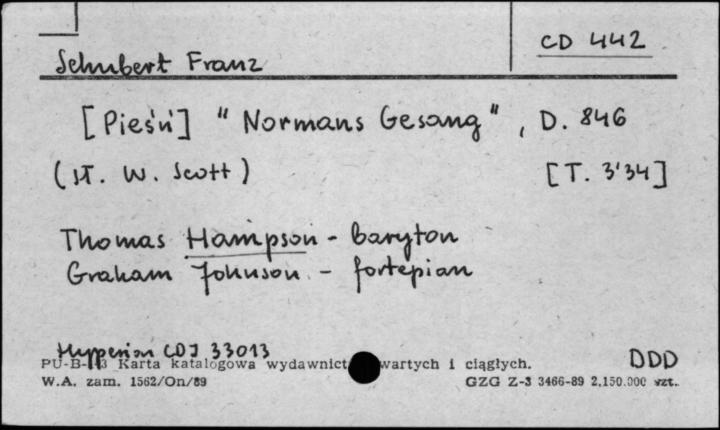 CD 442
Schubert Franz
[Pieśń] "Normans Gesang", D. 846
(sł. W. Scott) [T. 3'34]
Thomas Hampson - baryton
Graham Johnson - fortepian
Hyperion CDJ 33013
DDD
PU-B-113 Karta katalogowa wydawnict wartych i ciągłych.
W.A. zam. 1562/On/89 GZG Z-3 3466-89 2,150.000 szt.